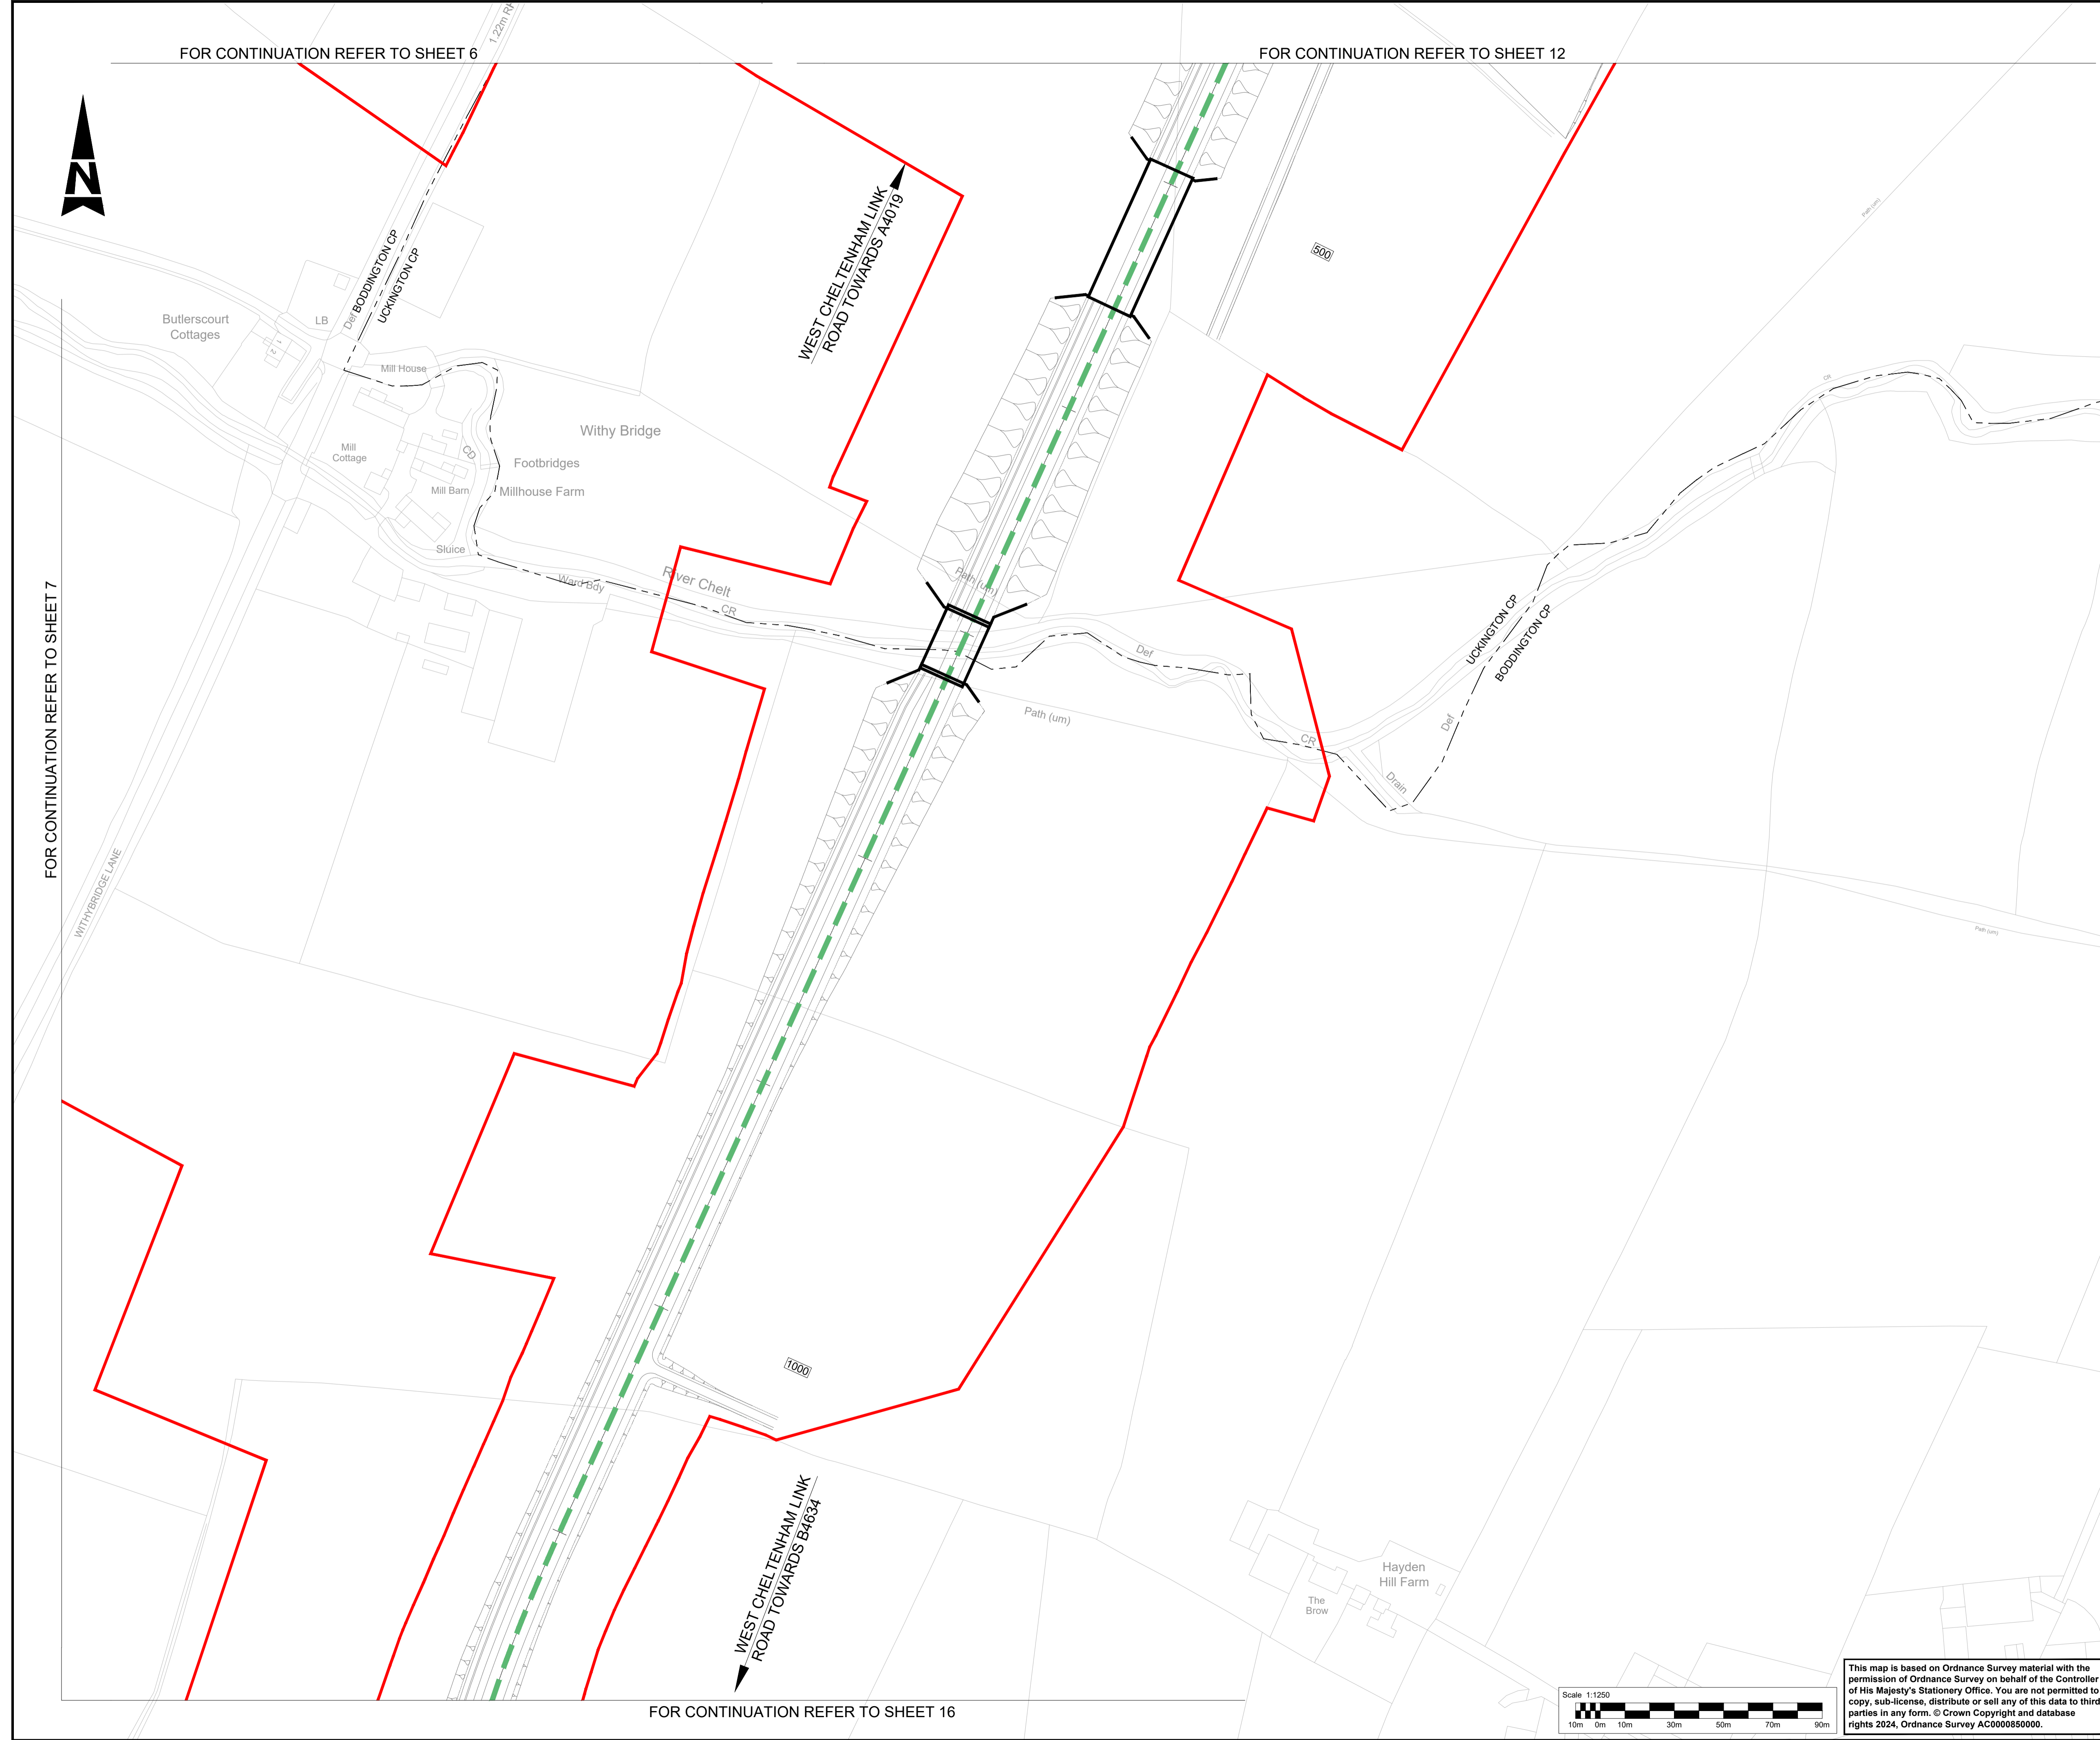 FOR CONTINUATION REFER TO SHEET 6
FOR CONTINUATION REFER TO SHEET 12
N
BODDINGTON CP
UCKINGTON CP
Def
LB
Butlerscourt
Cottages
1
2
Mill House
Mill
Cottage
CD
Mill Barn
Sluice
Withy Bridge
Footbridges
Millhouse Farm
WEST CHELTENHAM LINK
ROAD TOWARDS A4019
500
Path (um)
CR
Ward Bdy
River Chelt
CR
Path (um)
Def
Path (um)
CR
Drain
Def
UCKINGTON CP
BODDINGTON CP
Path (um)
FOR CONTINUATION REFER TO SHEET 7
WITHYBRIDGE LANE
1000
WEST CHELTENHAM LINK
ROAD TOWARDS B4634
Hayden
Hill Farm
The
Brow
FOR CONTINUATION REFER TO SHEET 16
Scale 1:1250
10m 0m 10m 30m 50m 70m 90m
This map is based on Ordnance Survey material with the
permission of Ordnance Survey on behalf of the Controller
of His Majesty's Stationery Office. You are not permitted to
copy, sub-license, distribute or sell any of this data to third
parties in any form. © Crown Copyright and database
rights 2024, Ordnance Survey AC0000850000.